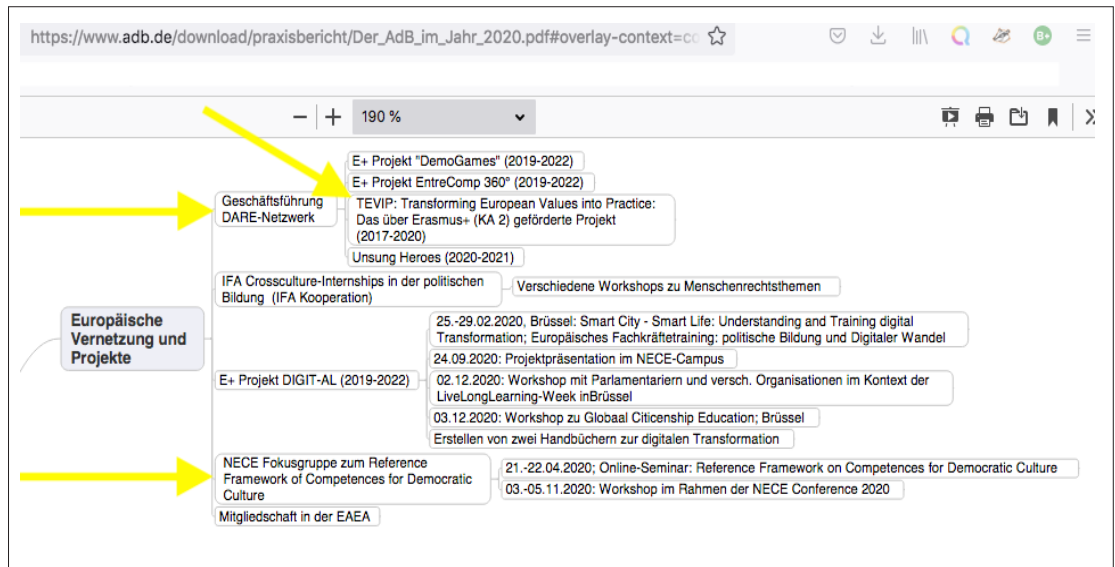 https://www.adb.de/download/praxisbericht/Der_AdB_im_Jahr_2020.pdf#overlay-context=co
190 %
E+ Projekt "DemoGames" (2019-2022)
E+ Projekt EntreComp 360° (2019-2022)
Geschäftsführung
DARE-Netzwerk
TEVIP: Transforming European Values into Practice:
Das über Erasmus+ (KA 2) geförderte Projekt
(2017-2020)
Unsung Heroes (2020-2021)
IFA Crossculture-Internships in der politischen
Bildung (IFA Kooperation)
Verschiedene Workshops zu Menschenrechtsthemen
Europäische
Vernetzung und
Projekte
25.-29.02.2020, Brüssel: Smart City - Smart Life: Understanding and Training digital
Transformation; Europäisches Fachkräftetraining: politische Bildung und Digitaler Wandel
24.09.2020: Projektpräsentation im NECE-Campus
E+ Projekt DIGIT-AL (2019-2022)
02.12.2020: Workshop mit Parlamentariern und versch. Organisationen im Kontext der
LiveLongLearning-Week inBrüssel
03.12.2020: Workshop zu Globaal Citicenship Education; Brüssel
Erstellen von zwei Handbüchern zur digitalen Transformation
NECE Fokusgruppe zum Reference
Framework of Competences for Democratic
Culture
21.-22.04.2020; Online-Seminar: Reference Framework on Competences for Democratic Culture
03.-05.11.2020: Workshop im Rahmen der NECE Conference 2020
Mitgliedschaft in der EAEA